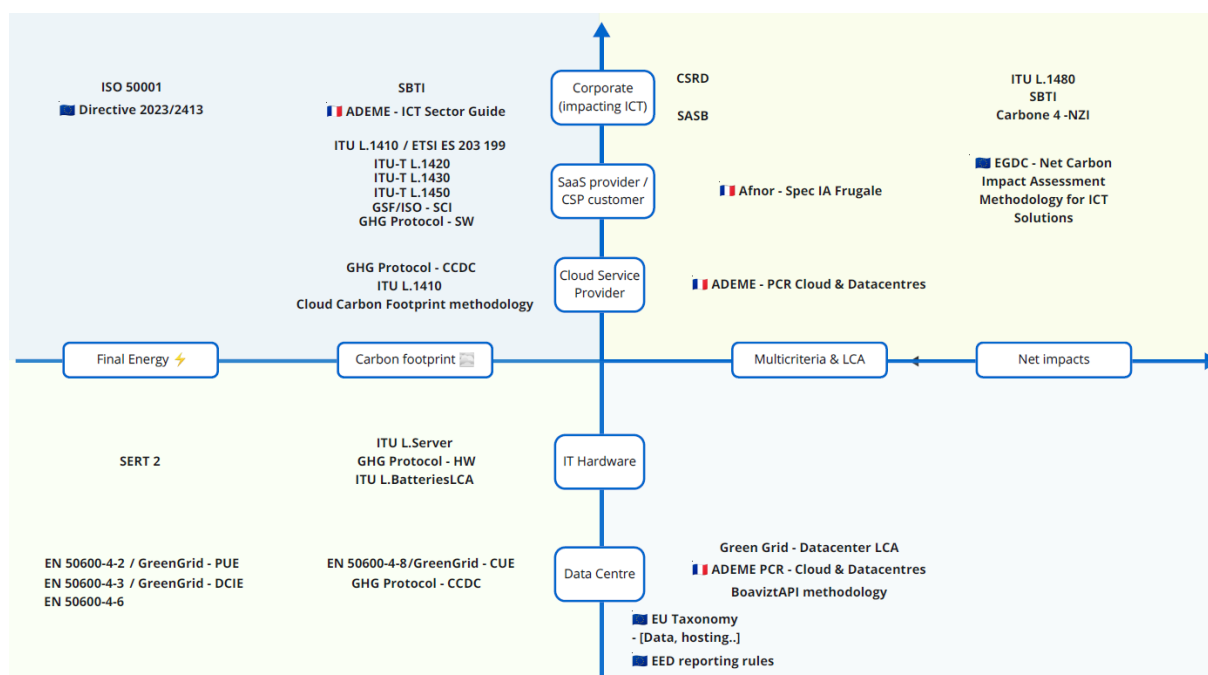 ISO 50001
Directive 2023/2413
SBTI
ADEME - ICT Sector Guide
Corporate
(impacting ICT)
CSRD
SASB
ITU L.1480
SBTI
Carbone 4 -NZI
ITU L.1410 / ETSI ES 203 199
ITU-T L.1420
ITU-T L.1430
ITU-T L.1450
GSF/ISO - SCI
GHG Protocol - SW
SaaS provider /
CSP customer
Afnor - Spec IA Frugale
EGDC - Net Carbon
Impact Assessment
Methodology for ICT
Solutions
GHG Protocol - CCDC
ITU L.1410
Cloud Carbon Footprint methodology
Cloud Service
Provider
ADEME - PCR Cloud & Datacentres
Final Energy ⚡
Carbon footprint
Multicriteria & LCA
Net impacts
SERT 2
ITU L.Server
GHG Protocol - HW
ITU L.BatteriesLCA
IT Hardware
EN 50600-4-2 / GreenGrid - PUE
EN 50600-4-3 / GreenGrid - DCIE
EN 50600-4-6
EN 50600-4-8/GreenGrid - CUE
GHG Protocol - CCDC
Data Centre
Green Grid - Datacenter LCA
ADEME PCR - Cloud & Datacentres
BoaviztAPI methodology
EU Taxonomy
- [Data, hosting..]
EED reporting rules